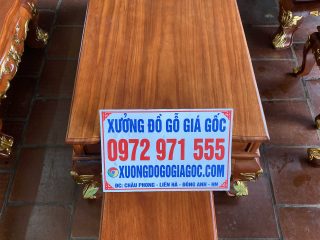 XƯỞNG ĐỒ GỖ GIÁ GỐC
0972 971 555
XUONGDOGOGIAGOC.COM
ĐC: CHÂU PHONG - LIÊN HÀ - ĐÔNG ANH - HN